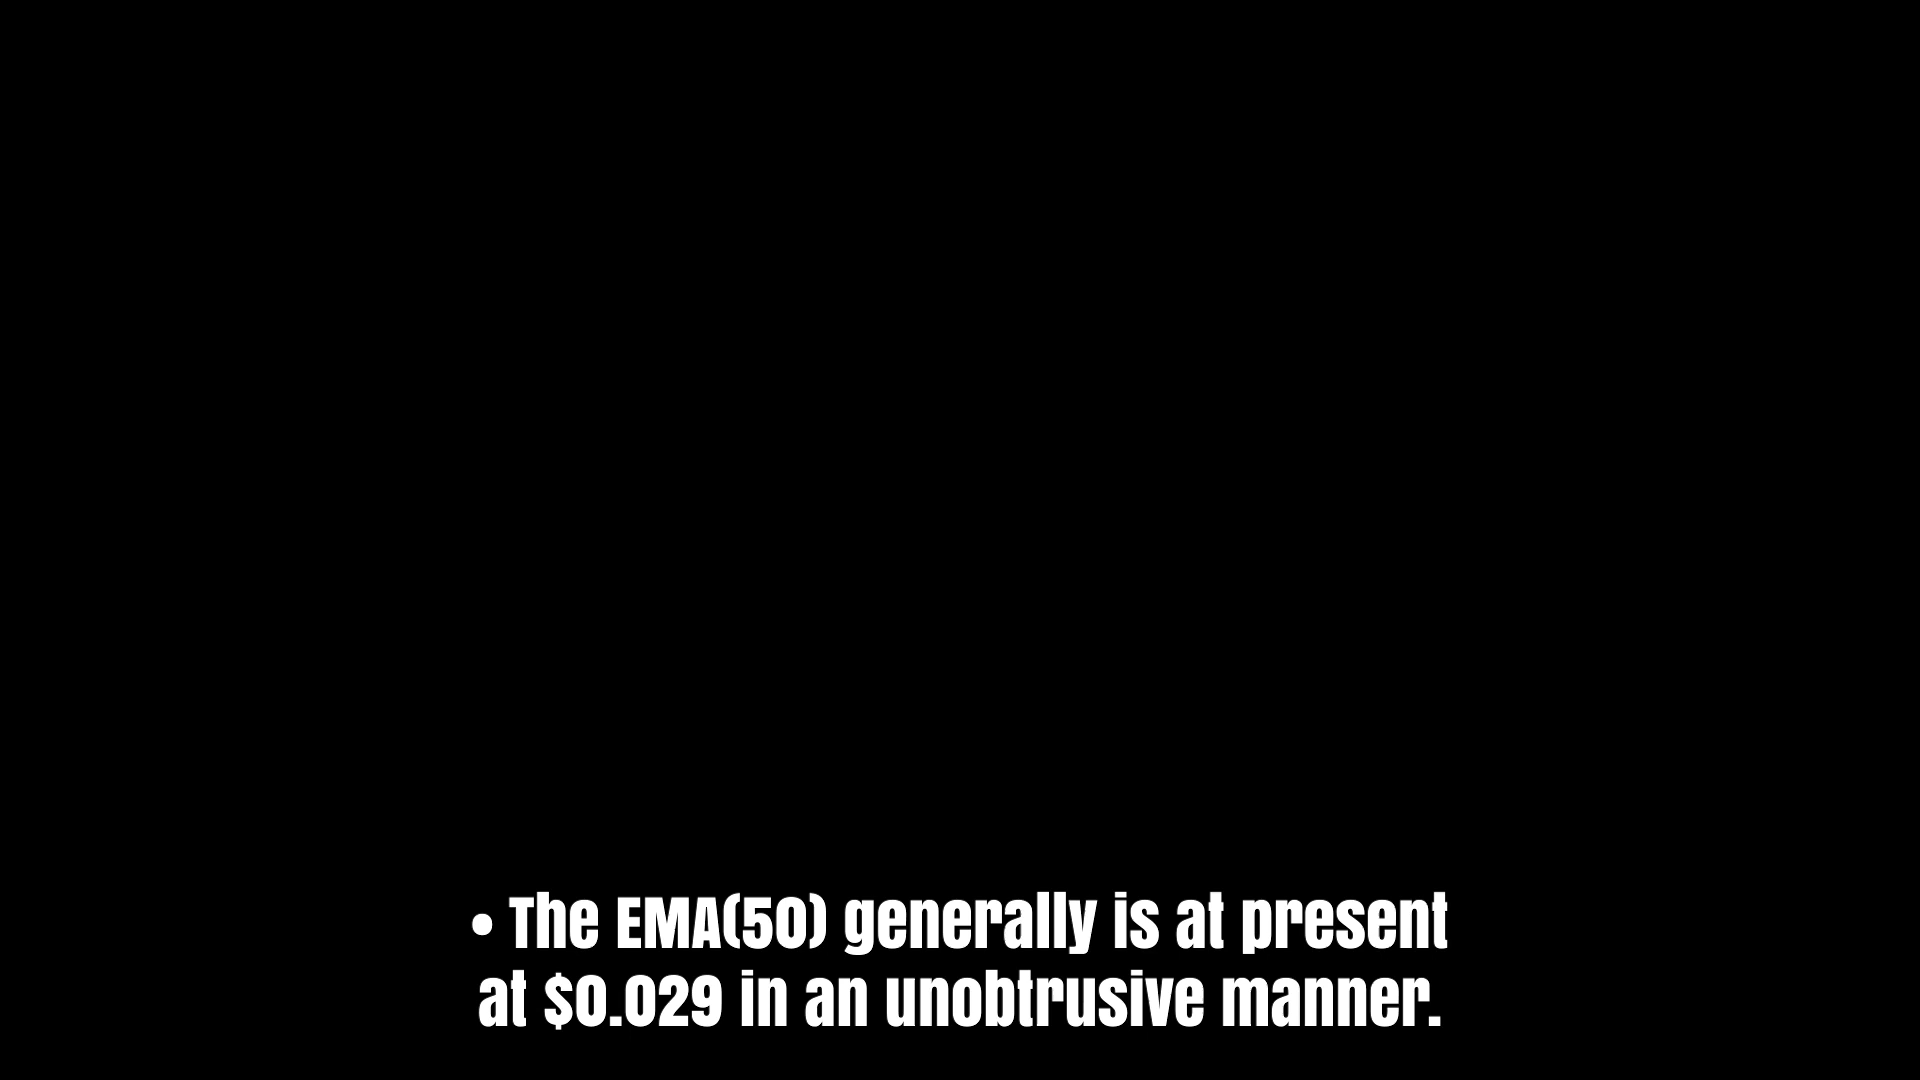 • The EMA(50) generally is at present
at $0.029 in an unobtrusive manner.